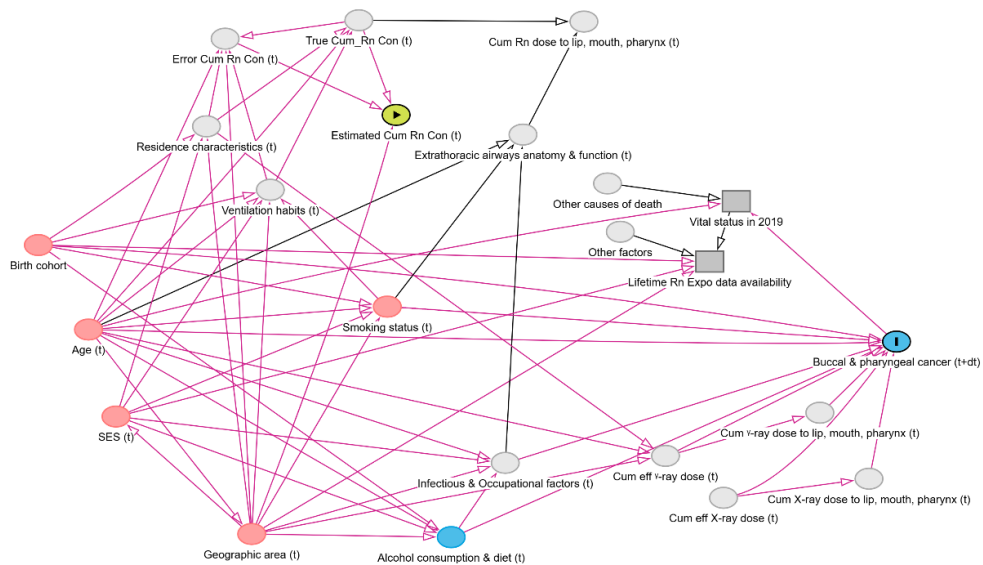 True Cum_Rn Con (t)
Cum Rn dose to lip, mouth, pharynx (t)
Error Cum Rn Con (t)
Estimated Cum Rn Con (t)
Residence characteristics (t)
Extrathoracic airways anatomy & function (t)
Other causes of death
Ventilation habits (t)
Vital status in 2019
Other factors
Birth cohort
Lifetime Rn Expo data availability
Smoking status (t)
Age (t)
Buccal & pharyngeal cancer (t+dt)
SES (t)
Cum γ-ray dose to lip, mouth, pharynx (t)
Infectious & Occupational factors (t)
Cum eff γ-ray dose (t)
Cum X-ray dose to lip, mouth, pharynx (t)
Cum eff X-ray dose (t)
Geographic area (t)
Alcohol consumption & diet (t)